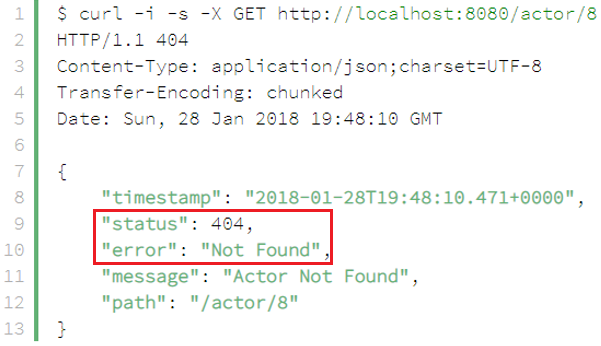 1 $ curl -i -s -X GET http://localhost:8080/actor/8
2 HTTP/1.1 404
3 Content-Type: application/json;charset=UTF-8
4 Transfer-Encoding: chunked
5 Date: Sun, 28 Jan 2018 19:48:10 GMT
6
7 {
8 "timestamp": "2018-01-28T19:48:10.471+0000",
9 "status": 404,
10 "error": "Not Found",
11 "message": "Actor Not Found",
12 "path": "/actor/8"
13 }